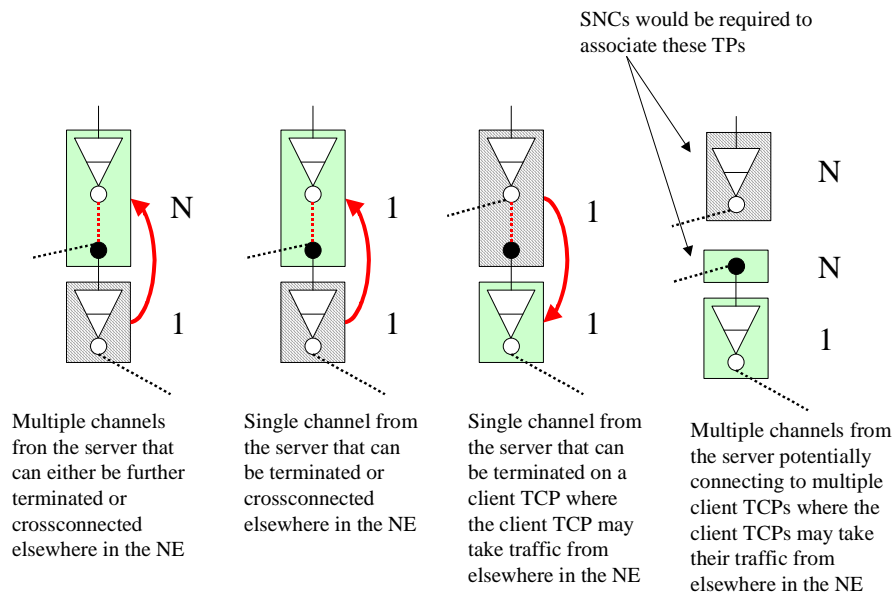 SNCs would be required to
associate these TPs
N
1
1
1
1
1
N
N
1
Multiple channels
fron the server that
can either be further
terminated or
crossconnected
elsewhere in the NE
Single channel from
the server that can
be terminated or
crossconnected
elsewhere in the NE
Single channel from
the server that can
be terminated on a
client TCP where
the client TCP may
take traffic from
elsewhere in the NE
Multiple channels from
the server potentially
connecting to multiple
client TCPs where the
client TCPs may take
their traffic from
elsewhere in the NE